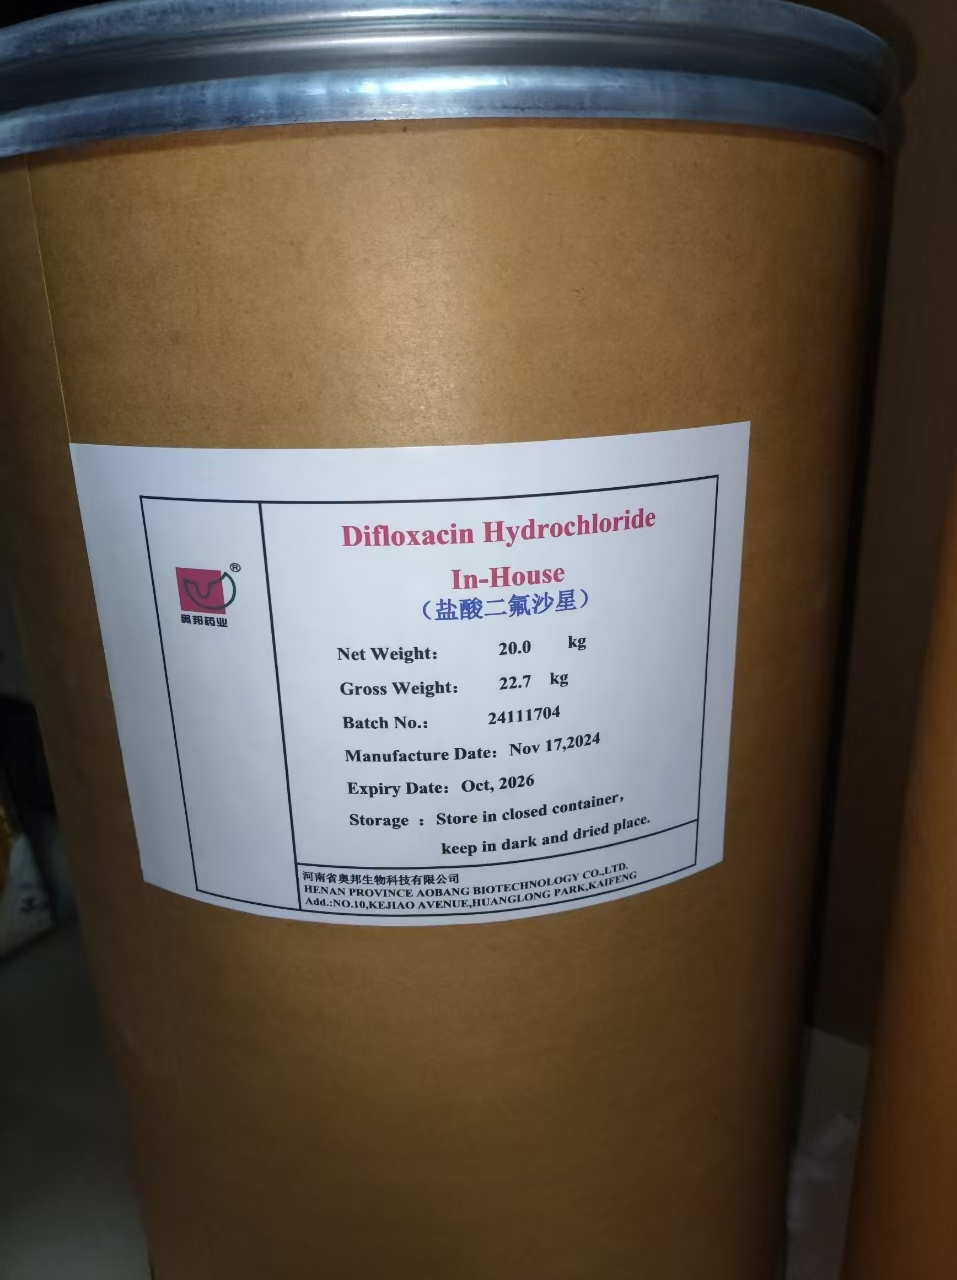 Difloxacin Hydrochloride
In-House
（盐酸二氟沙星）
®
奥邦药业
Net Weight： 20.0 kg
Gross Weight： 22.7 kg
Batch No.： 24111704
Manufacture Date：Nov 17,2024
Expiry Date：Oct, 2026
Storage ：Store in closed container，
keep in dark and dried place.
河南省奥邦生物科技有限公司
HENAN PROVINCE AOBANG BIOTECHNOLOGY CO.,LTD.
Add.:NO.10,KEJIAO AVENUE,HUANGLONG PARK,KAIFENG